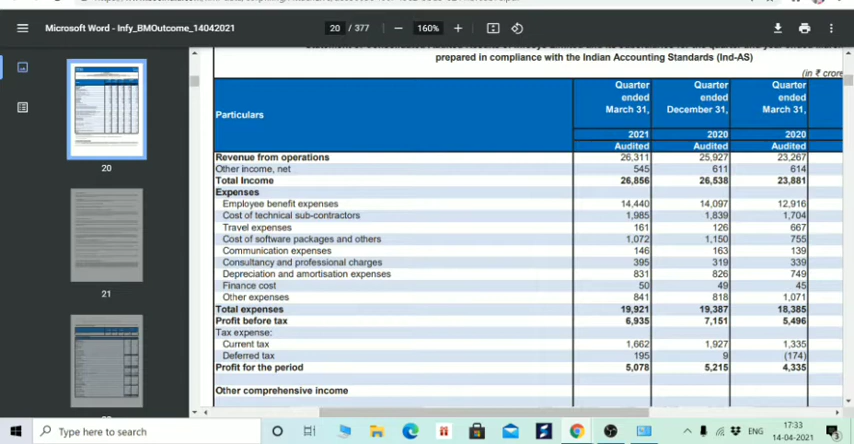 Microsoft Word - Infy_BMOutcome_14042021
20 / 377
160%
prepared in compliance with the Indian Accounting Standards (Ind-AS)
(in ₹ crore
Particulars
Quarter ended March 31,
Quarter ended December 31,
Quarter ended March 31,
2021 2020 2020
Audited Audited Audited
Revenue from operations 26,311 25,927 23,267
Other income, net 545 611 614
Total Income 26,856 26,538 23,881
Expenses
Employee benefit expenses 14,440 14,097 12,916
Cost of technical sub-contractors 1,985 1,839 1,704
Travel expenses 161 126 667
Cost of software packages and others 1,072 1,150 755
Communication expenses 146 163 139
Consultancy and professional charges 395 319 339
Depreciation and amortisation expenses 831 826 749
Finance cost 50 49 45
Other expenses 841 818 1,071
Total expenses 19,921 19,387 18,385
Profit before tax 6,935 7,151 5,496
Tax expense:
Current tax 1,662 1,927 1,335
Deferred tax 195 9 (174)
Profit for the period 5,078 5,215 4,335
Other comprehensive income
20
21
Type here to search
ENG
17:33
14-04-2021
3